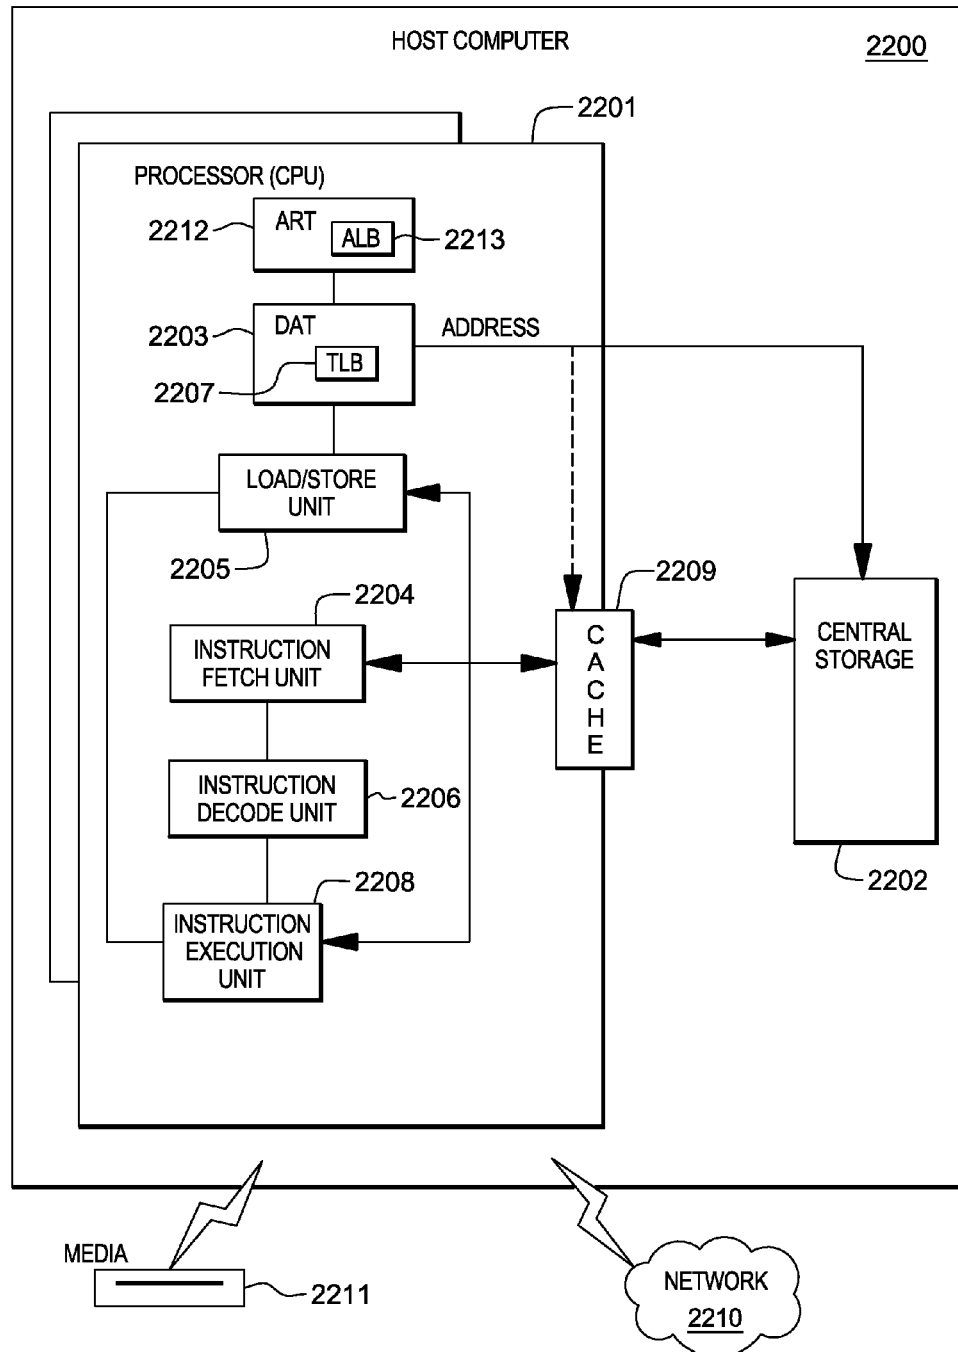 HOST COMPUTER
2200
2201
PROCESSOR (CPU)
ART
ALB
2212
2213
DAT
TLB
2203
2207
ADDRESS
LOAD/STORE
UNIT
2205
2204
2209
INSTRUCTION
FETCH UNIT
CACHE
CENTRAL
STORAGE
INSTRUCTION
DECODE UNIT
2206
2202
2208
INSTRUCTION
EXECUTION
UNIT
MEDIA
2211
NETWORK
2210